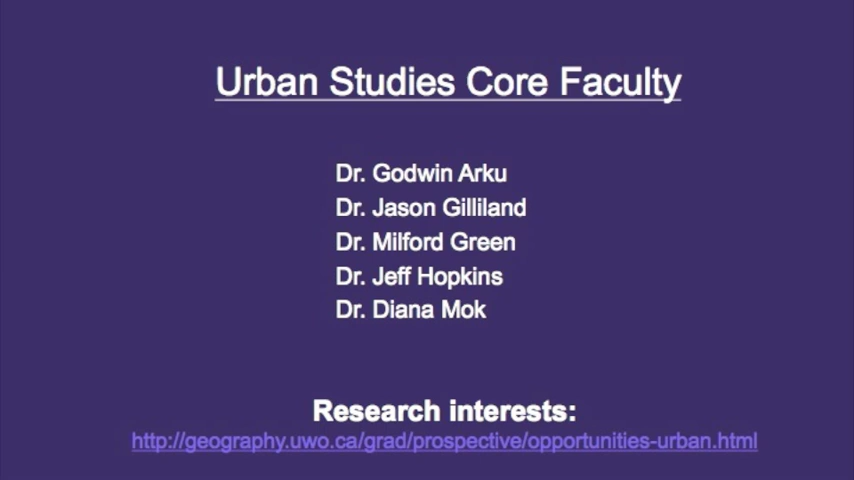 Urban Studies Core Faculty
Dr. Godwin Arku
Dr. Jason Gilliland
Dr. Milford Green
Dr. Jeff Hopkins
Dr. Diana Mok
Research interests:
http://geography.uwo.ca/grad/prospective/opportunities-urban.html